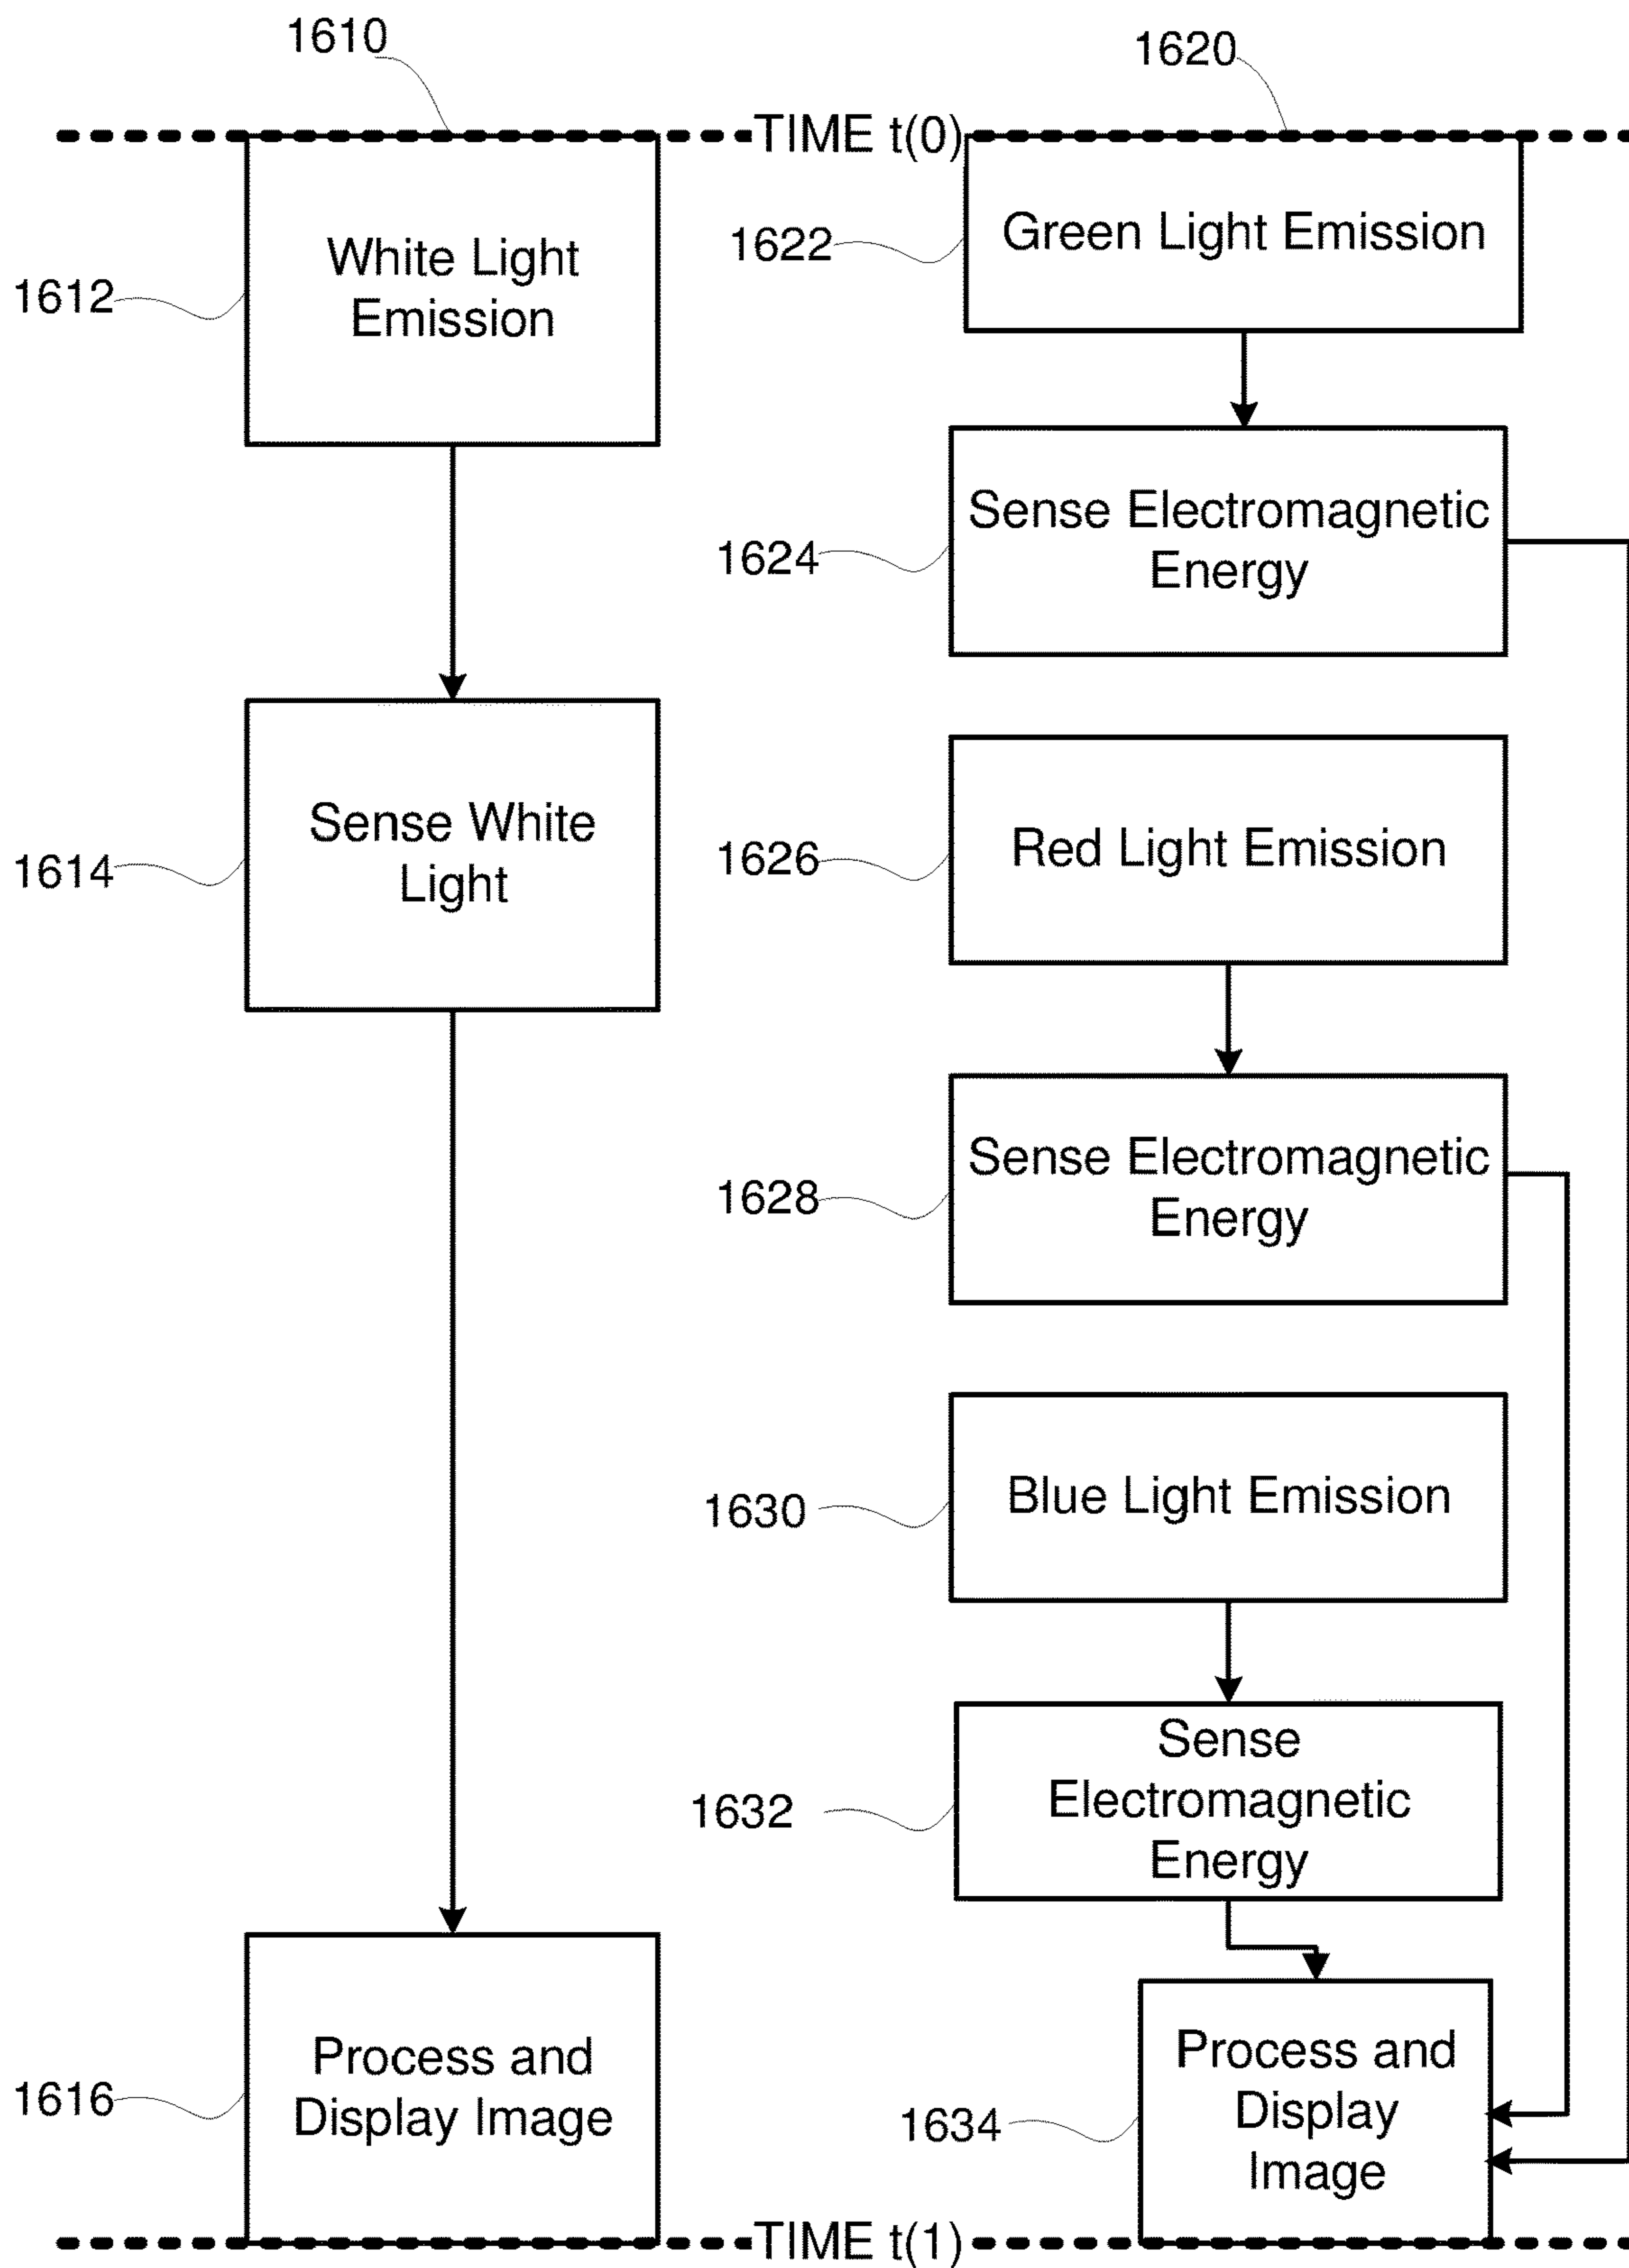 1610
1620
TIME t(0)
White Light
Emission
1612
Green Light Emission
1622
Sense Electromagnetic
Energy
1624
Sense White
Light
1614
Red Light Emission
1626
Sense Electromagnetic
Energy
1628
Blue Light Emission
1630
Sense
Electromagnetic
Energy
1632
Process and
Display Image
1616
Process and
Display
Image
1634
TIME t(1)